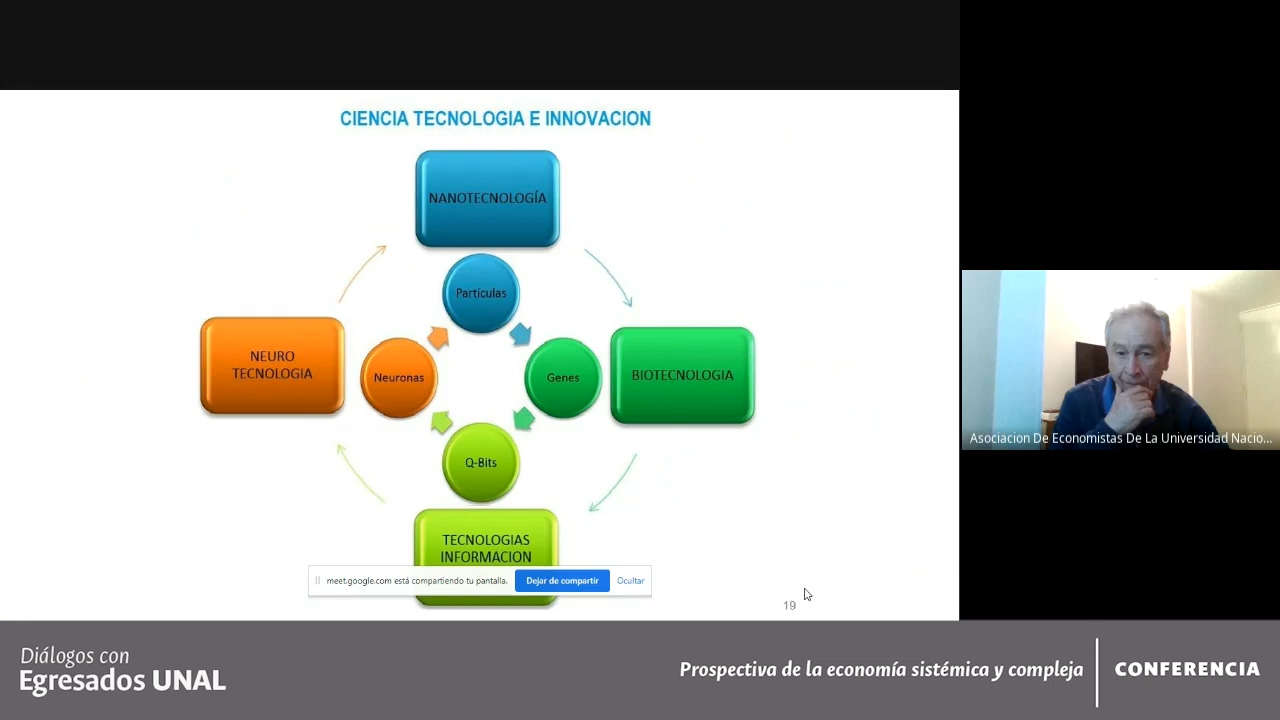 CIENCIA TECNOLOGIA E INNOVACION
NANOTECNOLOGÍA
Partículas
NEURO
TECNOLOGIA
Neuronas
Genes
BIOTECNOLOGIA
Q-Bits
TECNOLOGIAS
INFORMACION
meet.google.com está compartiendo tu pantalla.
Dejar de compartir
Ocultar
19
Asociacion De Economistas De La Universidad Nacio...
Diálogos con
Egresados UNAL
Prospectiva de la economía sistémica y compleja
CONFERENCIA